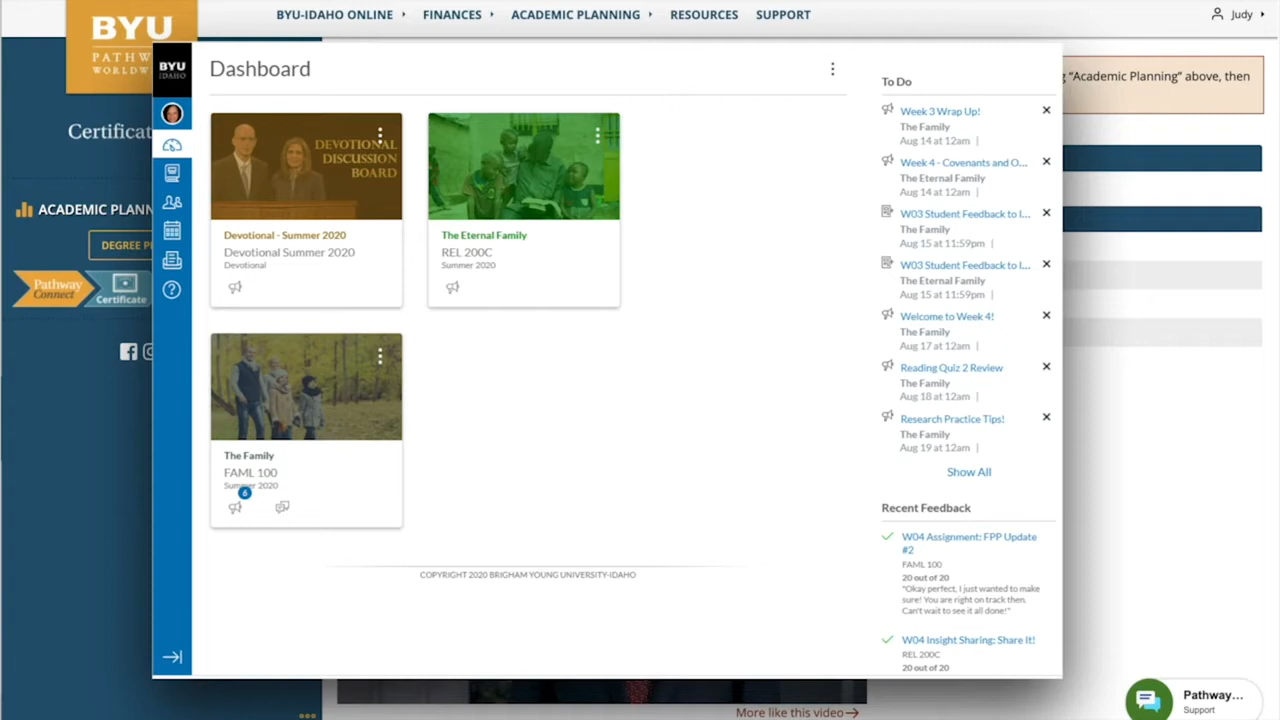 BYU-IDAHO ONLINE
FINANCES
ACADEMIC PLANNING
RESOURCES
SUPPORT
Judy
BYU
PATHW
WORLDW
BYU
IDAHO
Dashboard
g “Academic Planning” above, then
Certificat
ACADEMIC PLANN
DEGREE P
Pathway
Connect
Certificate
DEVOTIONAL
DISCUSSION
BOARD
Devotional - Summer 2020
Devotional Summer 2020
Devotional
The Eternal Family
REL 200C
Summer 2020
The Family
FAML 100
Summer 2020
6
COPYRIGHT 2020 BRIGHAM YOUNG UNIVERSITY-IDAHO
To Do
Week 3 Wrap Up!
The Family
Aug 14 at 12am |
Week 4 - Covenants and O...
The Eternal Family
Aug 14 at 12am |
W03 Student Feedback to I...
The Family
Aug 15 at 11:59pm |
W03 Student Feedback to I...
The Eternal Family
Aug 15 at 11:59pm |
Welcome to Week 4!
The Family
Aug 17 at 12am |
Reading Quiz 2 Review
The Family
Aug 18 at 12am |
Research Practice Tips!
The Family
Aug 19 at 12am |
Show All
Recent Feedback
W04 Assignment: FPP Update
#2
FAML 100
20 out of 20
"Okay perfect, I just wanted to make
sure! You are right on track then.
Can't wait to see it all done!"
W04 Insight Sharing: Share It!
REL 200C
20 out of 20
More like this video
Pathway...
Support